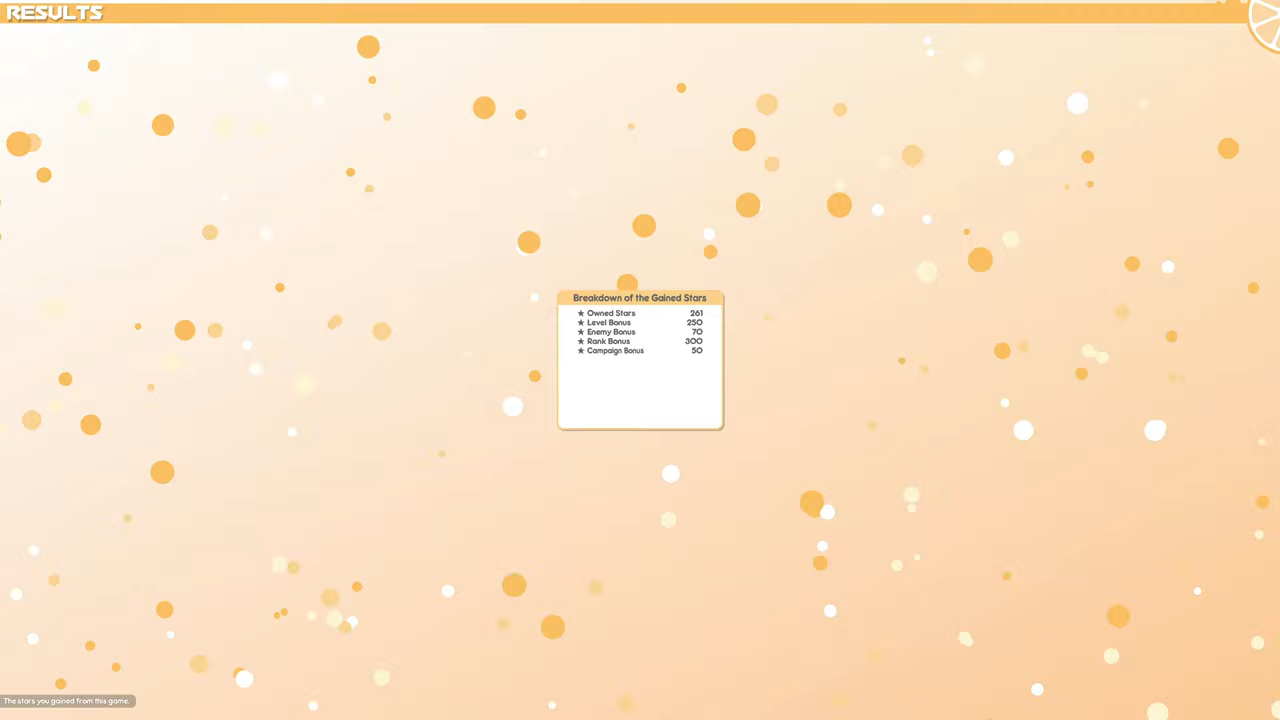 RESULTS
Breakdown of the Gained Stars
★ Owned Stars 261
★ Level Bonus 250
★ Enemy Bonus 70
★ Rank Bonus 300
★ Campaign Bonus 50
The stars you gained from this game.